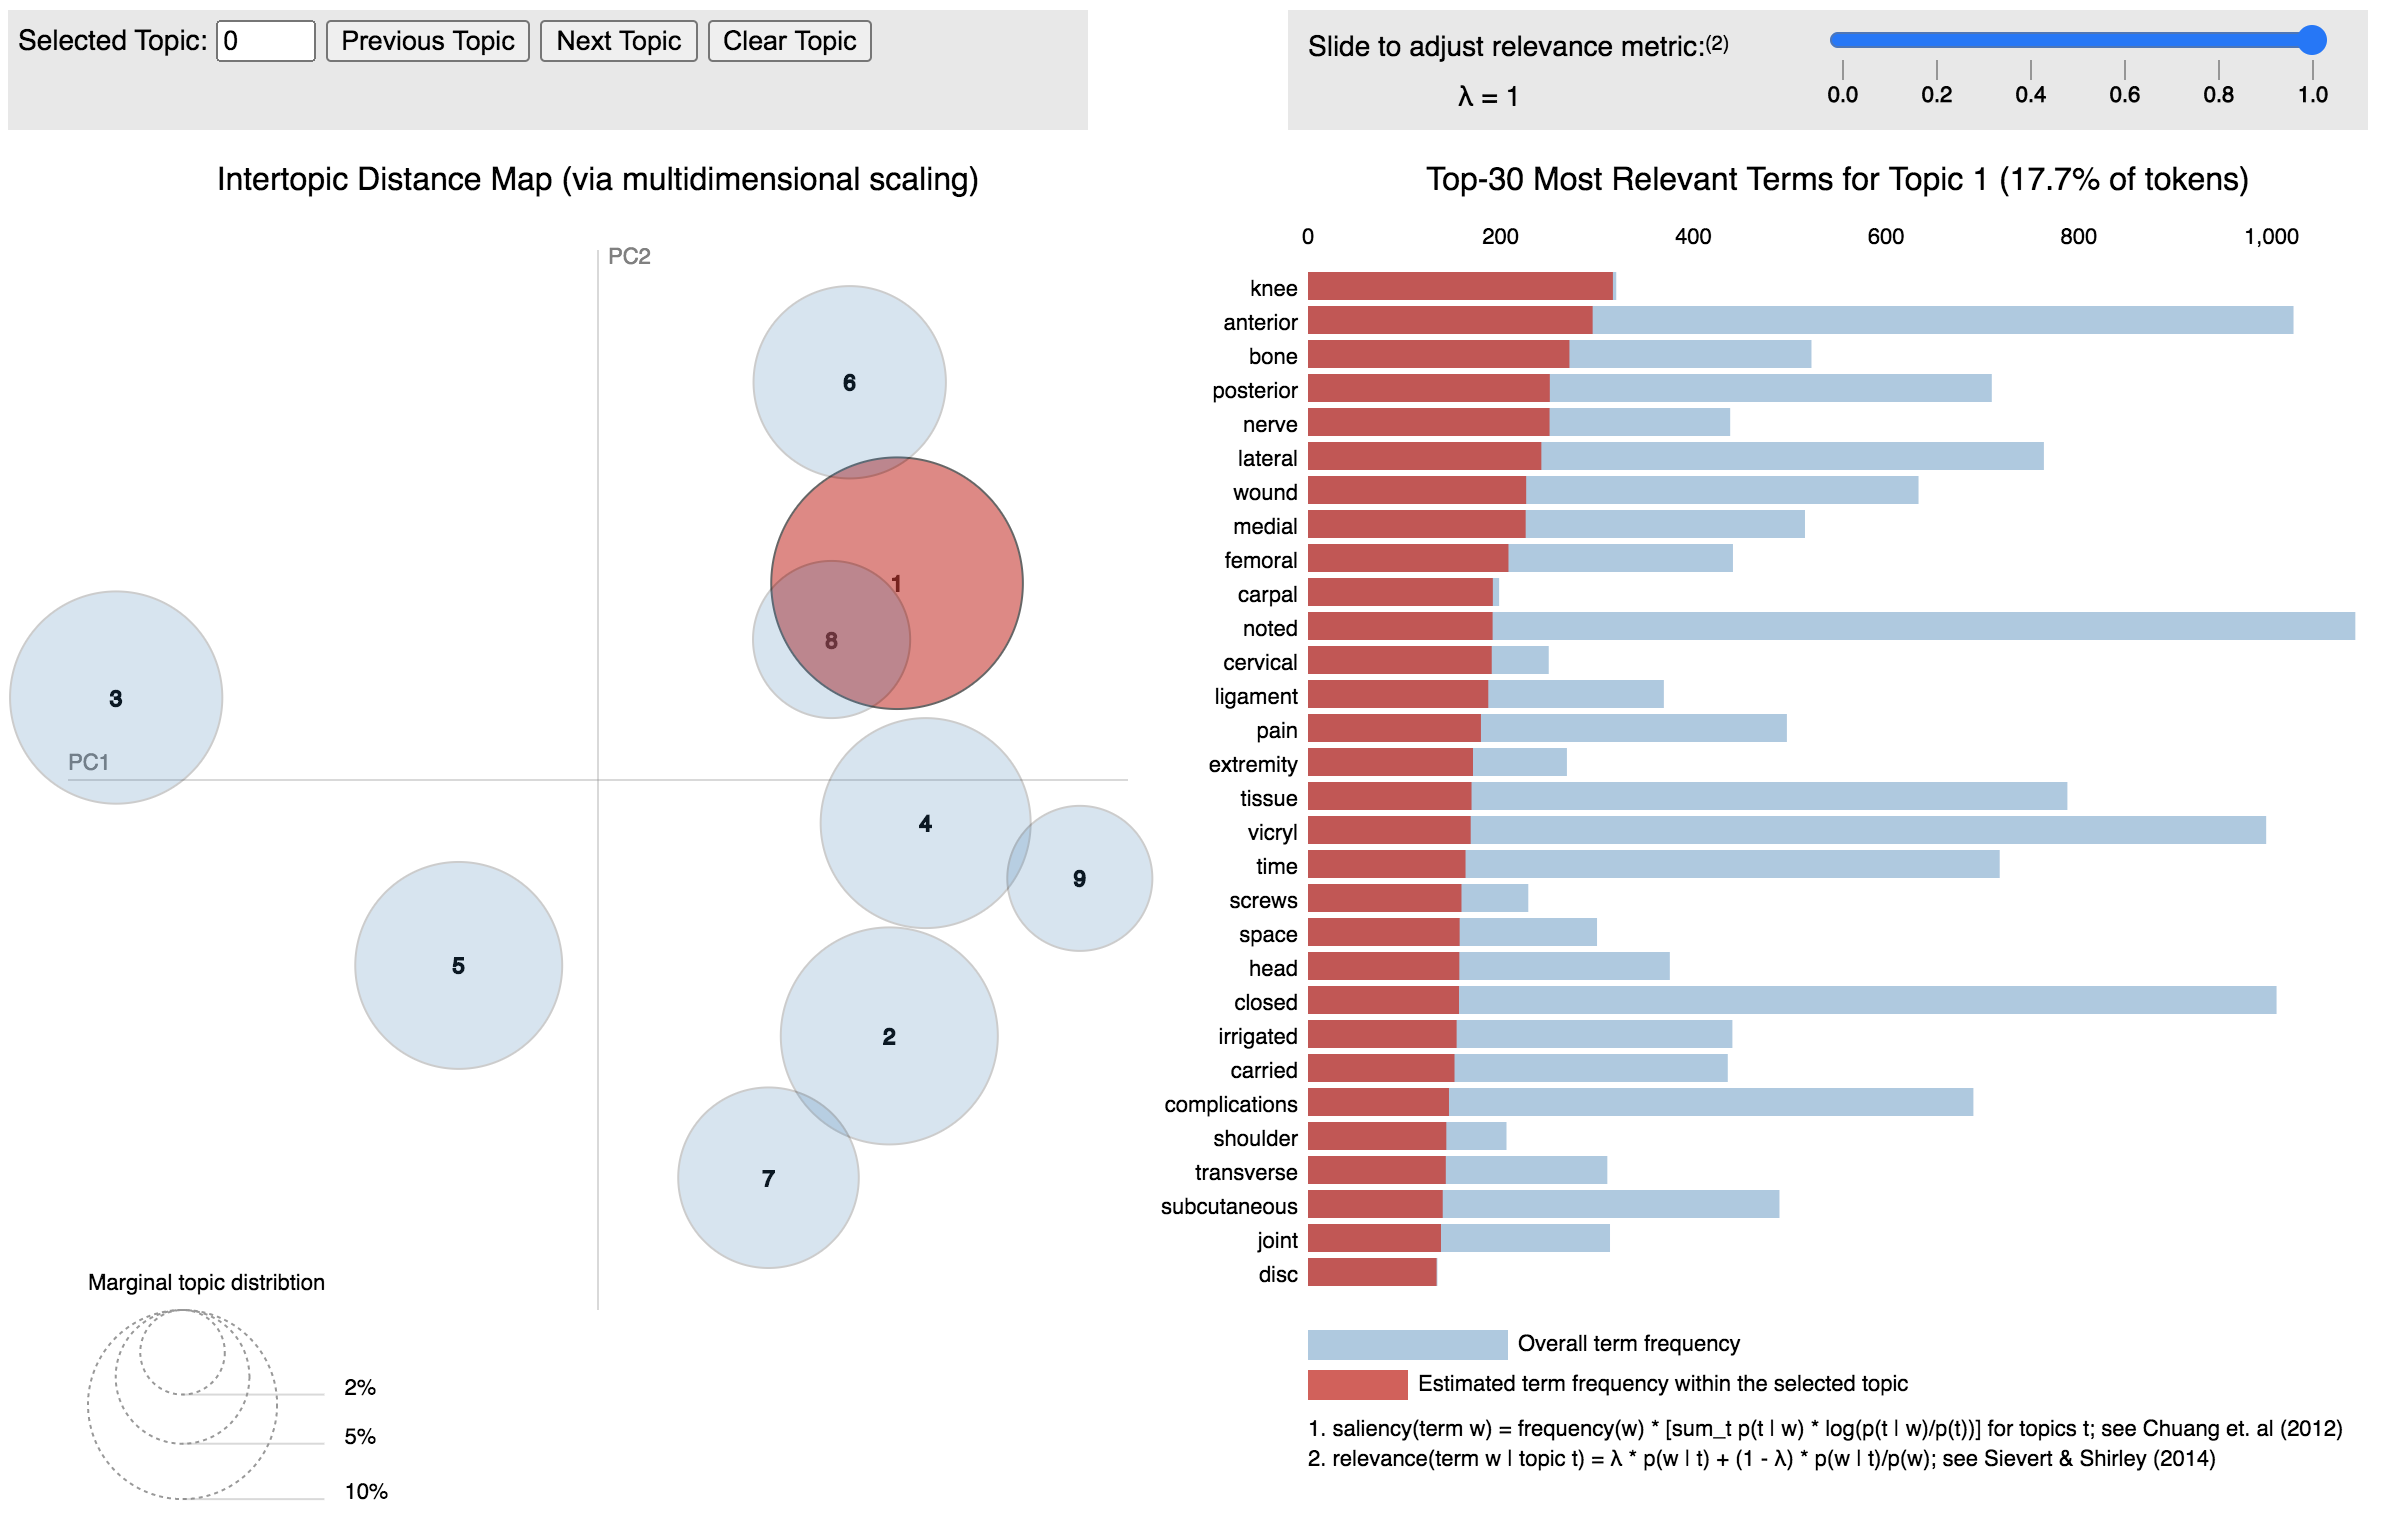 Selected Topic: 0 Previous Topic Next Topic Clear Topic
Slide to adjust relevance metric:(2)
λ = 1
0.0 0.2 0.4 0.6 0.8 1.0
Intertopic Distance Map (via multidimensional scaling)
PC2
6
1
8
3
PC1
4
9
5
2
7
Marginal topic distribtion
2%
5%
10%
Top-30 Most Relevant Terms for Topic 1 (17.7% of tokens)
0 200 400 600 800 1,000
knee
anterior
bone
posterior
nerve
lateral
wound
medial
femoral
carpal
noted
cervical
ligament
pain
extremity
tissue
vicryl
time
screws
space
head
closed
irrigated
carried
complications
shoulder
transverse
subcutaneous
joint
disc
Overall term frequency
Estimated term frequency within the selected topic
1. saliency(term w) = frequency(w) * [sum_t p(t | w) * log(p(t | w)/p(t))] for topics t; see Chuang et. al (2012)
2. relevance(term w | topic t) = λ * p(w | t) + (1 - λ) * p(w | t)/p(w); see Sievert & Shirley (2014)